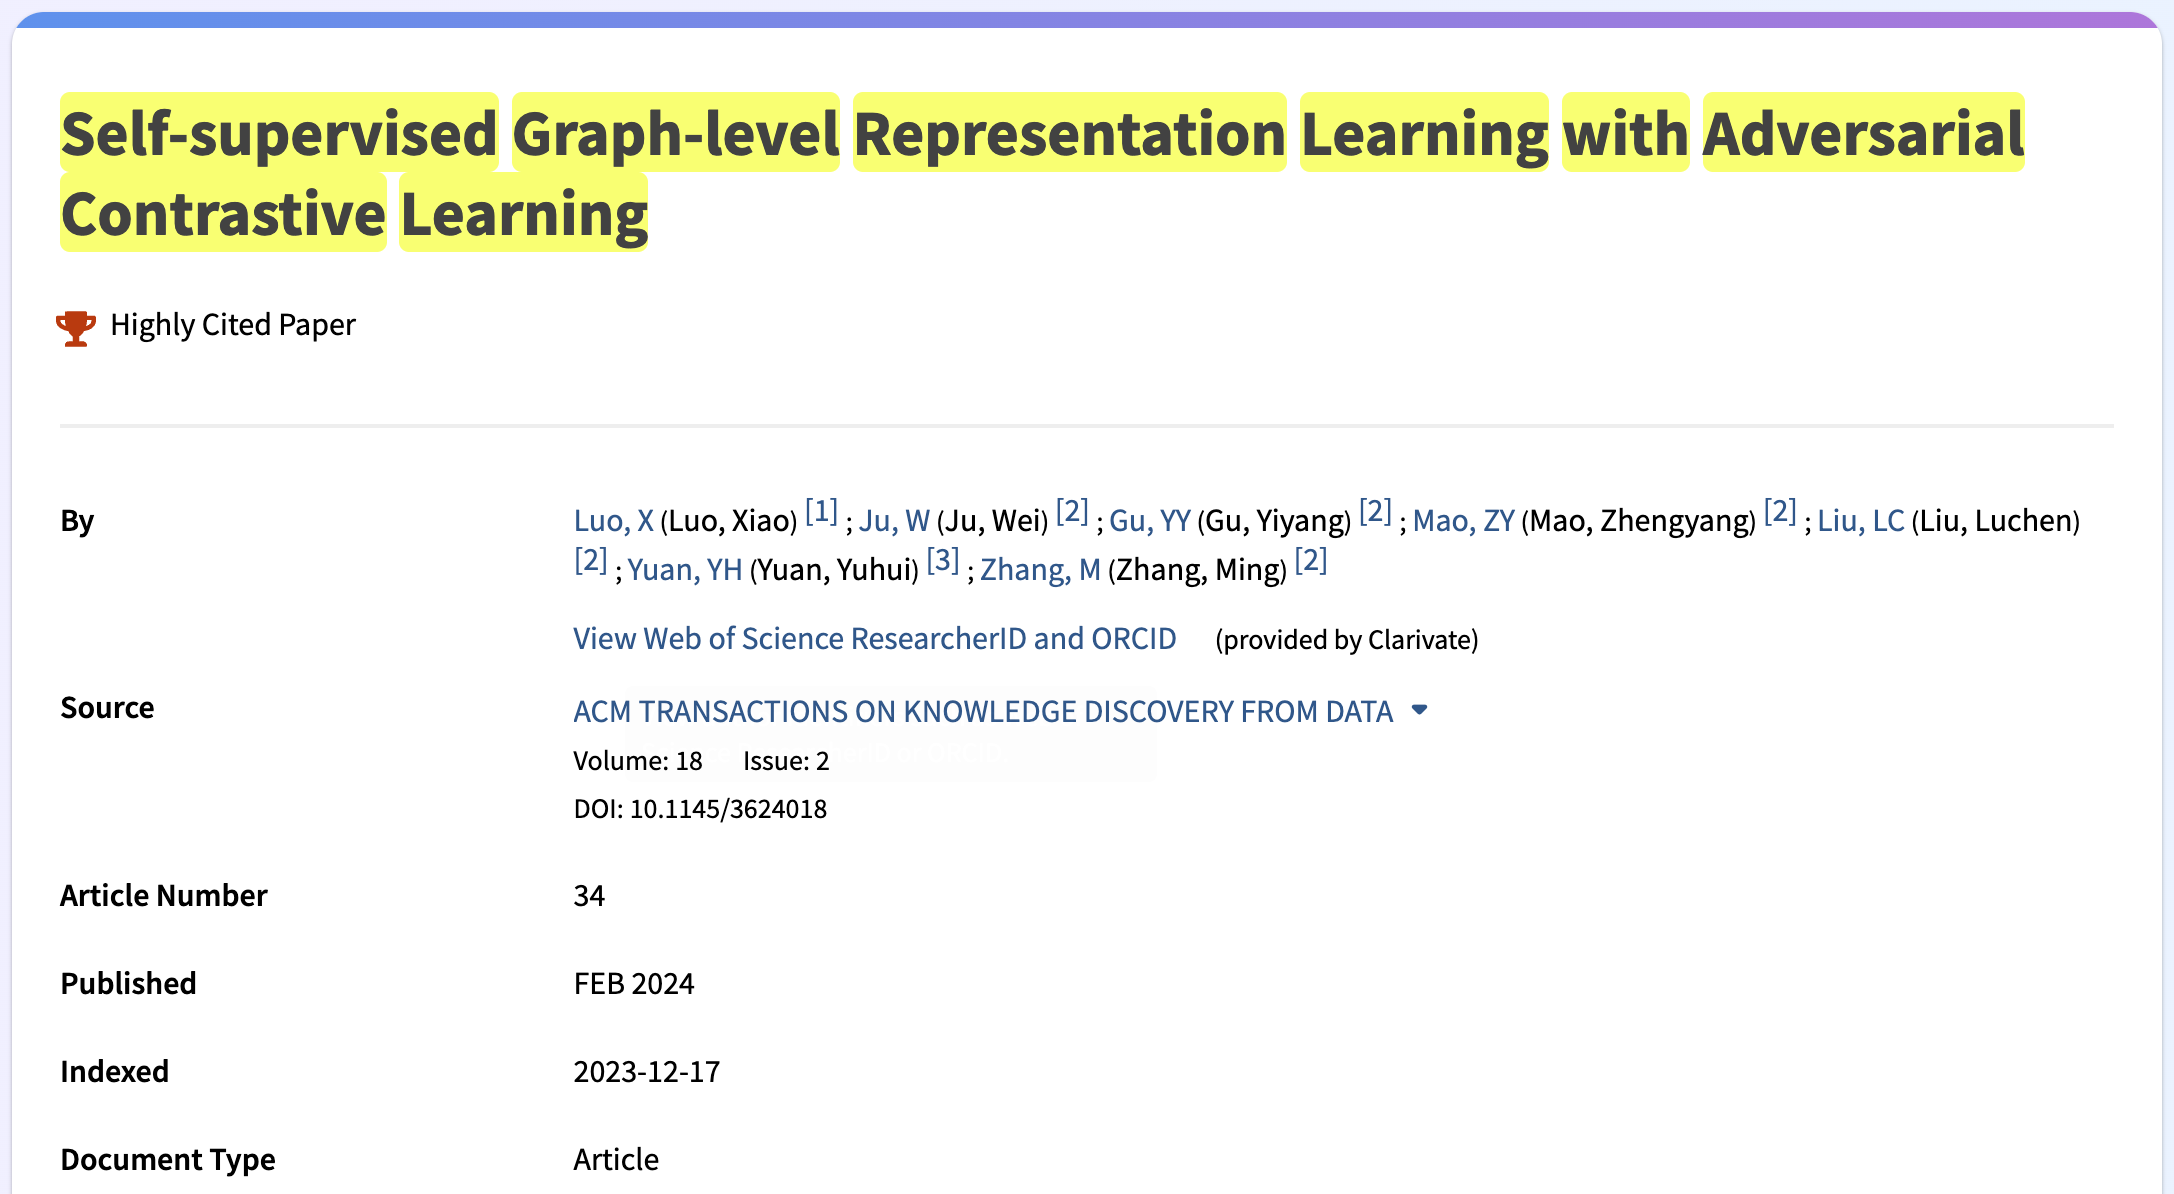 Self-supervised Graph-level Representation Learning with Adversarial
Contrastive Learning
Highly Cited Paper
By
Luo, X (Luo, Xiao) [1] ; Ju, W (Ju, Wei) [2] ; Gu, YY (Gu, Yiyang) [2] ; Mao, ZY (Mao, Zhengyang) [2] ; Liu, LC (Liu, Luchen)
[2] ; Yuan, YH (Yuan, Yuhui) [3] ; Zhang, M (Zhang, Ming) [2]
View Web of Science ResearcherID and ORCID (provided by Clarivate)
Source
ACM TRANSACTIONS ON KNOWLEDGE DISCOVERY FROM DATA
Volume: 18 Issue: 2
DOI: 10.1145/3624018
Article Number
34
Published
FEB 2024
Indexed
2023-12-17
Document Type
Article